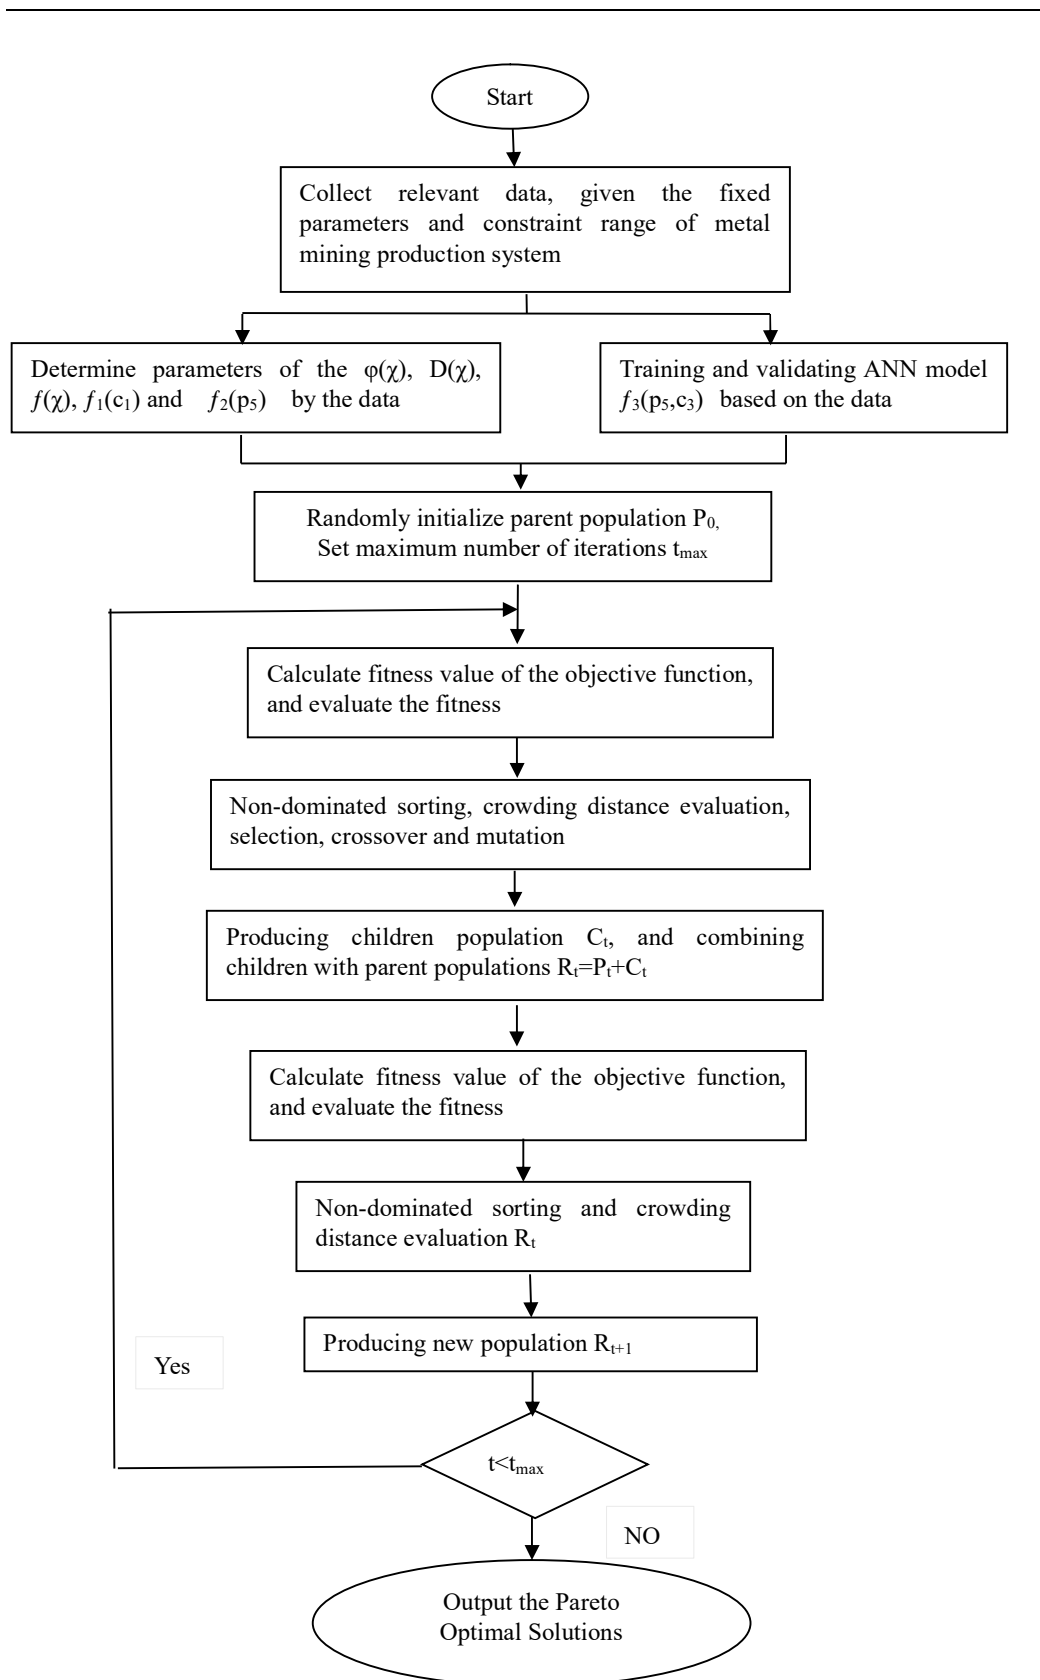 Start
Collect relevant data, given the fixed
parameters and constraint range of metal
mining production system
Determine parameters of the φ(χ), D(χ),
f(χ), f₁(c₁) and f₂(p₅) by the data
Training and validating ANN model
f₃(p₅,c₃) based on the data
Randomly initialize parent population P₀,
Set maximum number of iterations tmax
Calculate fitness value of the objective function,
and evaluate the fitness
Non-dominated sorting, crowding distance evaluation,
selection, crossover and mutation
Producing children population Cₜ, and combining
children with parent populations Rₜ=Pₜ+Cₜ
Calculate fitness value of the objective function,
and evaluate the fitness
Non-dominated sorting and crowding
distance evaluation Rₜ
Producing new population Rₜ₊₁
Yes
t<tmax
NO
Output the Pareto
Optimal Solutions